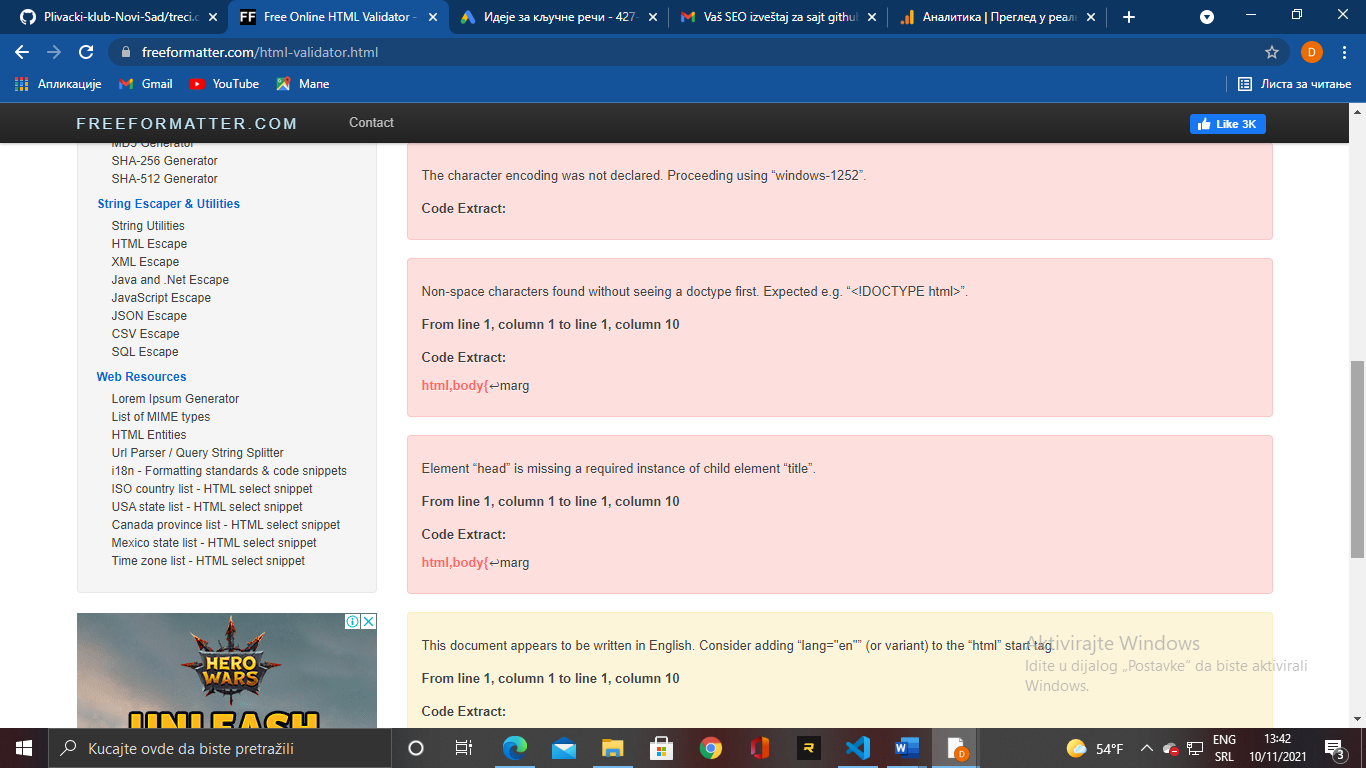 Plivacki-klub-Novi-Sad/treci.c
Free Online HTML Validator -
Идеје за кључне речи - 427-
Vaš SEO izveštaj za sajt githul
Аналитика | Преглед у реалн
freeformatter.com/html-validator.html
D
Апликације
Gmail
YouTube
Мапе
Листа за читање
FREEFORMATTER.COM
Contact
Like 3K
MD5 Generator
SHA-256 Generator
SHA-512 Generator
String Escaper & Utilities
String Utilities
HTML Escape
XML Escape
Java and .Net Escape
JavaScript Escape
JSON Escape
CSV Escape
SQL Escape
Web Resources
Lorem Ipsum Generator
List of MIME types
HTML Entities
Url Parser / Query String Splitter
i18n - Formatting standards & code snippets
ISO country list - HTML select snippet
USA state list - HTML select snippet
Canada province list - HTML select snippet
Mexico state list - HTML select snippet
Time zone list - HTML select snippet
HERO
WARS
UNLEASH
The character encoding was not declared. Proceeding using “windows-1252”.
Code Extract:
Non-space characters found without seeing a doctype first. Expected e.g. “<!DOCTYPE html>”.
From line 1, column 1 to line 1, column 10
Code Extract:
html,body{↩marg
Element “head” is missing a required instance of child element “title”.
From line 1, column 1 to line 1, column 10
Code Extract:
html,body{↩marg
This document appears to be written in English. Consider adding “lang="en"” (or variant) to the “html” start tag.
From line 1, column 1 to line 1, column 10
Code Extract:
Aktivirajte Windows
Idite u dijalog „Postavke“ da biste aktivirali
Windows.
Kucajte ovde da biste pretražili
54°F
ENG
SRL
13:42
10/11/2021
3